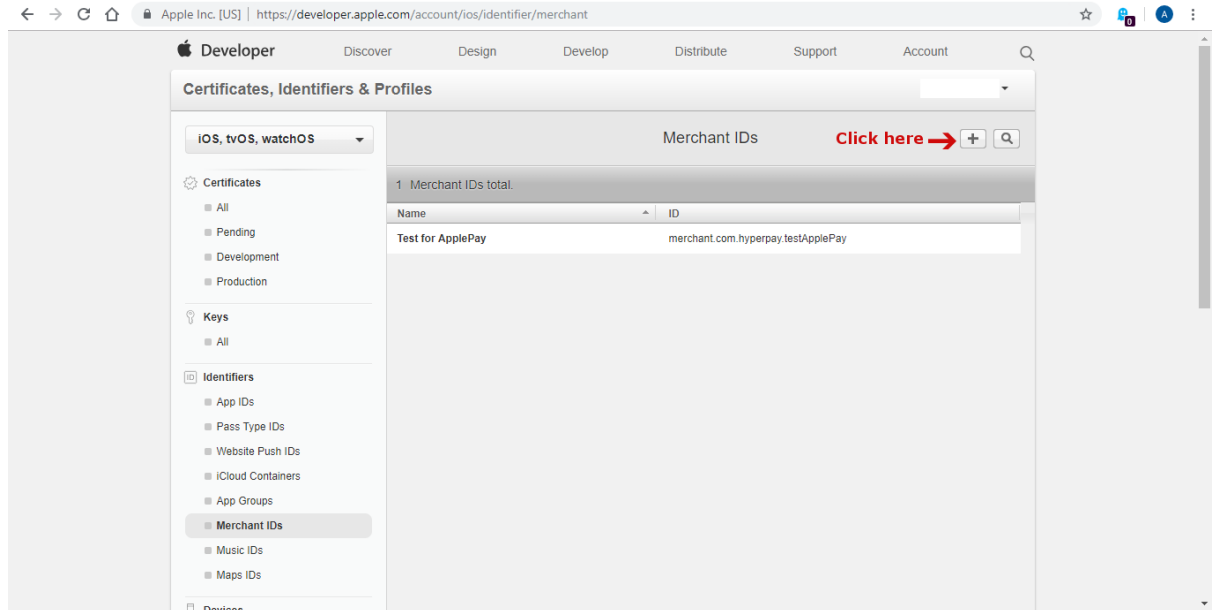 Apple Inc. [US] | https://developer.apple.com/account/ios/identifier/merchant
0
A
Developer Discover Design Develop Distribute Support Account
Certificates, Identifiers & Profiles
iOS, tvOS, watchOS
Merchant IDs
Click here
Certificates
All
Pending
Development
Production
Keys
All
ID Identifiers
App IDs
Pass Type IDs
Website Push IDs
iCloud Containers
App Groups
Merchant IDs
Music IDs
Maps IDs
Devices
1 Merchant IDs total.
Name ID
Test for ApplePay merchant.com.hyperpay.testApplePay